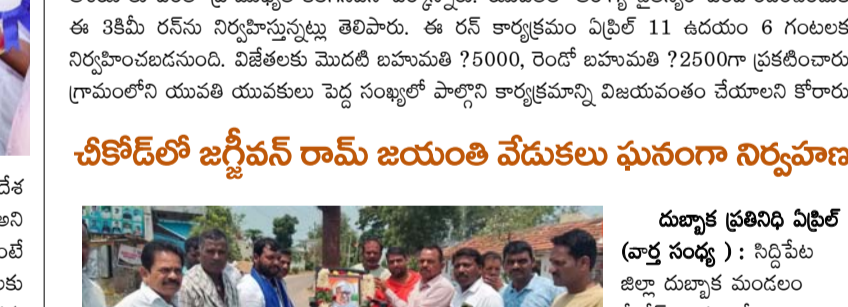 ఈ 3కిమీ రన్‌ను నిర్వహిస్తున్నట్లు తెలిపారు. ఈ రన్ కార్యక్రమం ఏప్రిల్ 11 ఉదయం 6 గంటలక
నిర్వహించబడనుంది. విజేతలకు మొదటి బహుమతి ?5000, రెండో బహుమతి ?2500గా ప్రకటించారు
గ్రామంలోని యువతి యువకులు పెద్ద సంఖ్యలో పాల్గొని కార్యక్రమాన్ని విజయవంతం చేయాలని కోరారు
చీకోడ్‌లో జగ్జీవన్ రామ్ జయంతి వేడుకలు ఘనంగా నిర్వహణ
దేశ
అని
ంటే
లకు
దుబ్బాక ప్రతినిధి ఏప్రిల్
(వార్త సంధ్య ) : సిద్దిపేట
జిల్లా దుబ్బాక మండలం